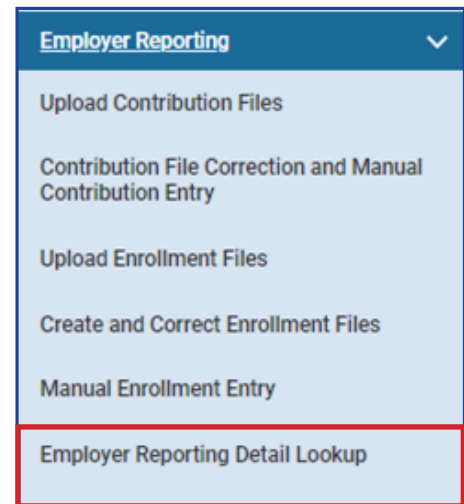 Employer Reporting
Upload Contribution Files
Contribution File Correction and Manual
Contribution Entry
Upload Enrollment Files
Create and Correct Enrollment Files
Manual Enrollment Entry
Employer Reporting Detail Lookup